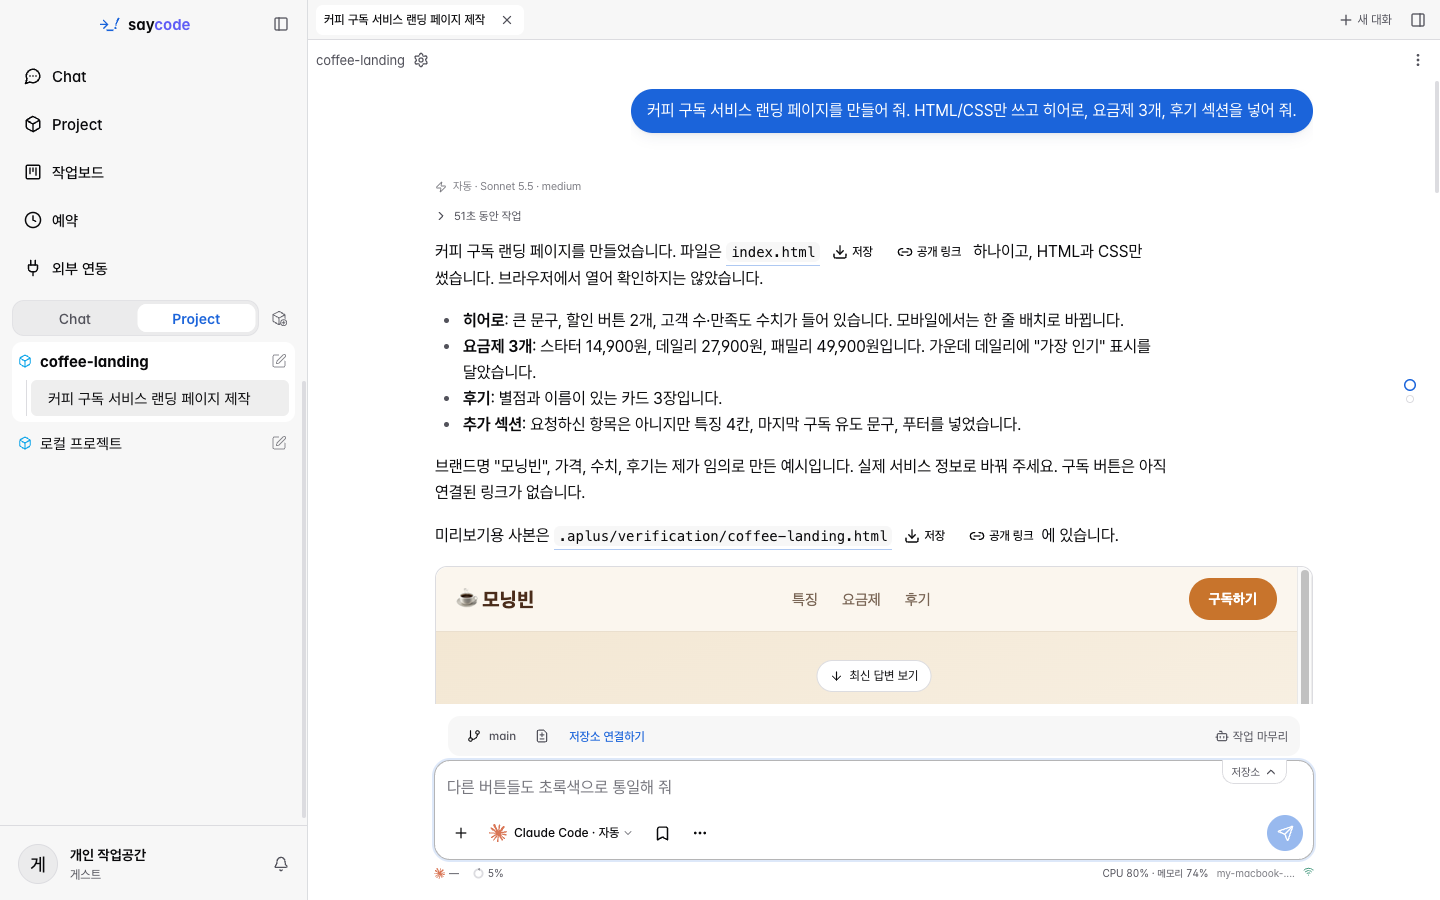 saycode
커피 구독 서비스 랜딩 페이지 제작
새 대화
Chat
Project
작업보드
예약
외부 연동
Chat
Project
coffee-landing
커피 구독 서비스 랜딩 페이지 제작
로컬 프로젝트
게
개인 작업공간
게스트
coffee-landing
커피 구독 서비스 랜딩 페이지를 만들어 줘. HTML/CSS만 쓰고 히어로, 요금제 3개, 후기 섹션을 넣어 줘.
자동 · Sonnet 5.5 · medium
51초 동안 작업
커피 구독 랜딩 페이지를 만들었습니다. 파일은 index.html 저장 공개 링크 하나이고, HTML과 CSS만
썼습니다. 브라우저에서 열어 확인하지는 않았습니다.
• 히어로: 큰 문구, 할인 버튼 2개, 고객 수·만족도 수치가 들어 있습니다. 모바일에서는 한 줄 배치로 바뀝니다.
• 요금제 3개: 스타터 14,900원, 데일리 27,900원, 패밀리 49,900원입니다. 가운데 데일리에 "가장 인기" 표시를
달았습니다.
• 후기: 별점과 이름이 있는 카드 3장입니다.
• 추가 섹션: 요청하신 항목은 아니지만 특징 4칸, 마지막 구독 유도 문구, 푸터를 넣었습니다.
브랜드명 "모닝빈", 가격, 수치, 후기는 제가 임의로 만든 예시입니다. 실제 서비스 정보로 바꿔 주세요. 구독 버튼은 아직
연결된 링크가 없습니다.
미리보기용 사본은 .aplus/verification/coffee-landing.html 저장 공개 링크 에 있습니다.
모닝빈
특징 요금제 후기
구독하기
최신 답변 보기
main
저장소 연결하기
작업 마무리
저장소
다른 버튼들도 초록색으로 통일해 줘
Claude Code · 자동
— 5%
CPU 80% · 메모리 74% my-macbook-....